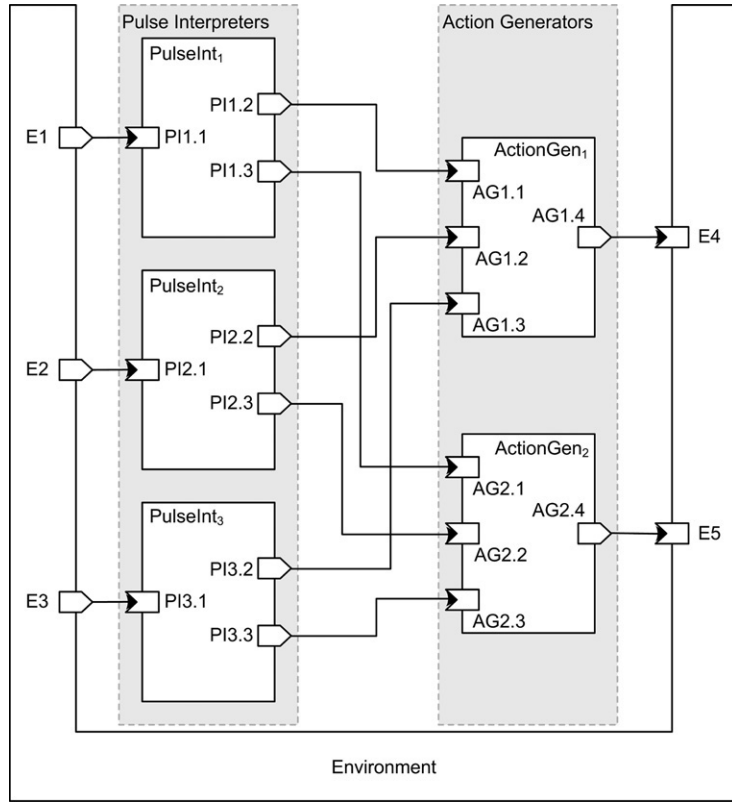 Pulse Interpreters
Action Generators
PulseInt₁
PI1.2
E1
PI1.1
PI1.3
ActionGen₁
AG1.1
AG1.4
E4
AG1.2
AG1.3
PulseInt₂
PI2.2
E2
PI2.1
PI2.3
ActionGen₂
AG2.1
AG2.4
E5
AG2.2
AG2.3
PulseInt₃
PI3.2
E3
PI3.1
PI3.3
Environment